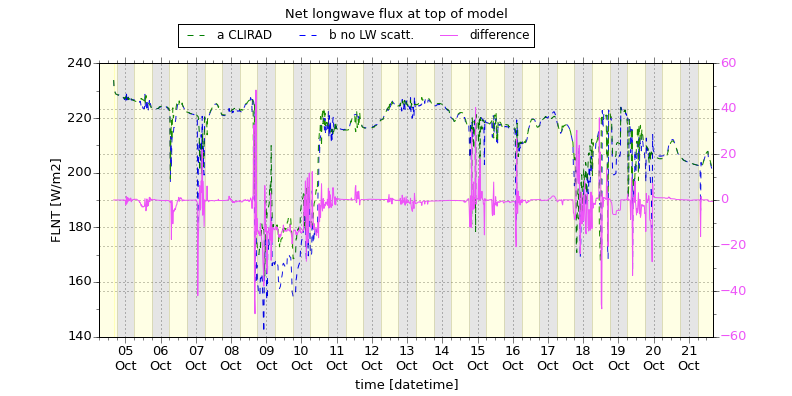 Net longwave flux at top of model
a CLIRAD
b no LW scatt.
difference
240
220
200
180
160
140
FLNT [W/m2]
60
40
20
0
−20
−40
−60
05 06 07 08 09 10 11 12 13 14 15 16 17 18 19 20 21
Oct Oct Oct Oct Oct Oct Oct Oct Oct Oct Oct Oct Oct Oct Oct Oct Oct
time [datetime]